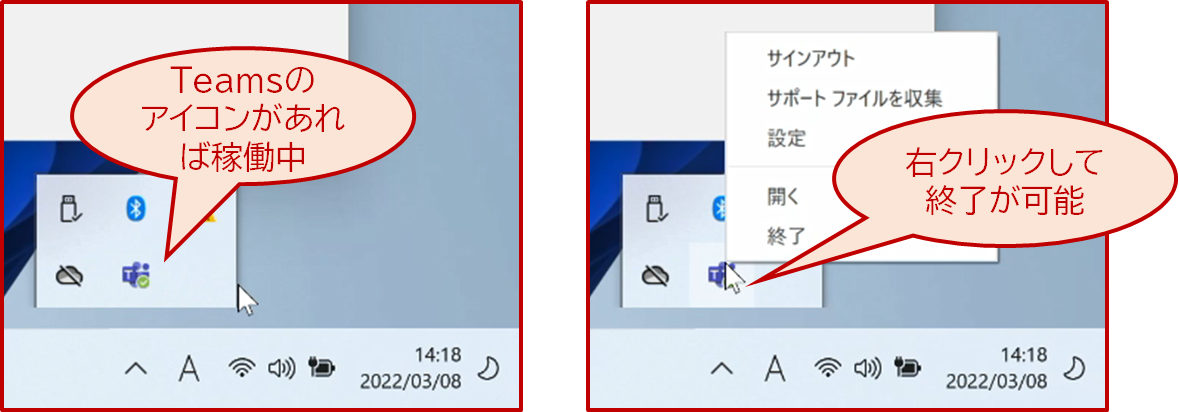 Teamsの
アイコンがあれ
ば稼働中
A
14:18
2022/03/08
サインアウト
サポート ファイルを収集
設定
開く
終了
右クリックして
終了が可能
A
14:18
2022/03/08